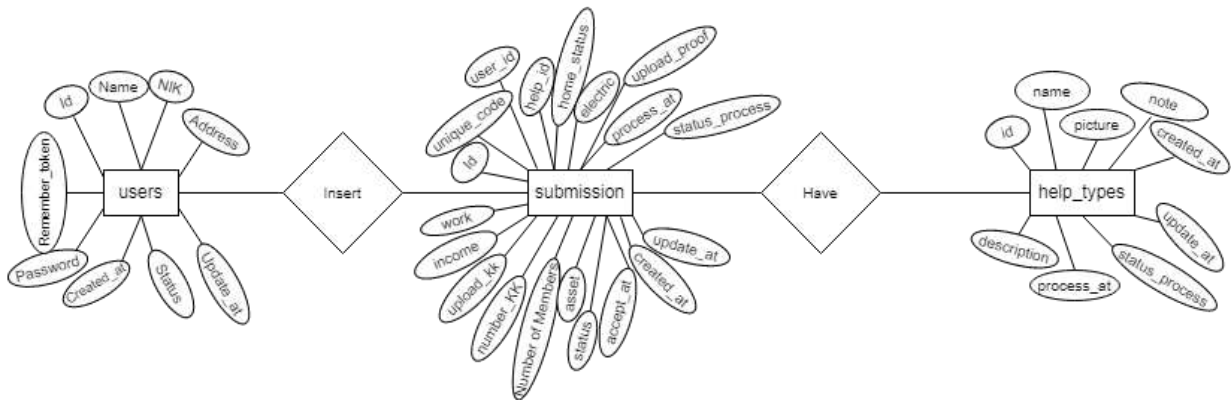 Id
Name
NIK
Address
Remember_token
users
Password
Created_at
Status
Update_at
Insert
user_id
help_id
home_status
electric
upload_proof
unique_code
process_at
status_process
Id
submission
work
income
upload_kk
number_KK
Number of Members
asset
status
accept_at
created_at
update_at
Have
id
name
picture
note
created_at
help_types
description
process_at
status_process
update_at